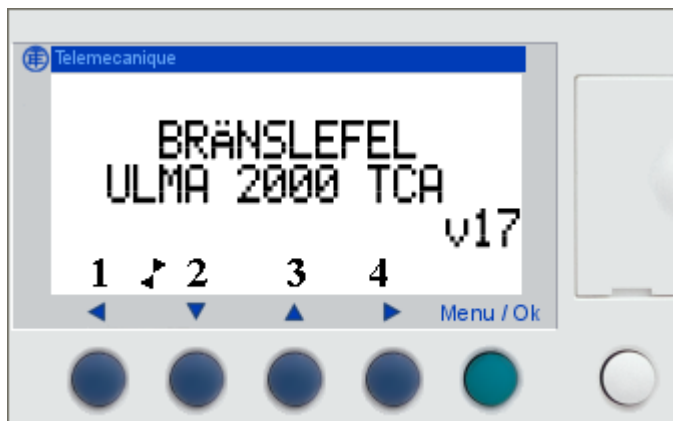 Telemecanique
BRÄNSLEFEL
ULMA 2000 TCA
v17
1 2 3 4
Menu / Ok